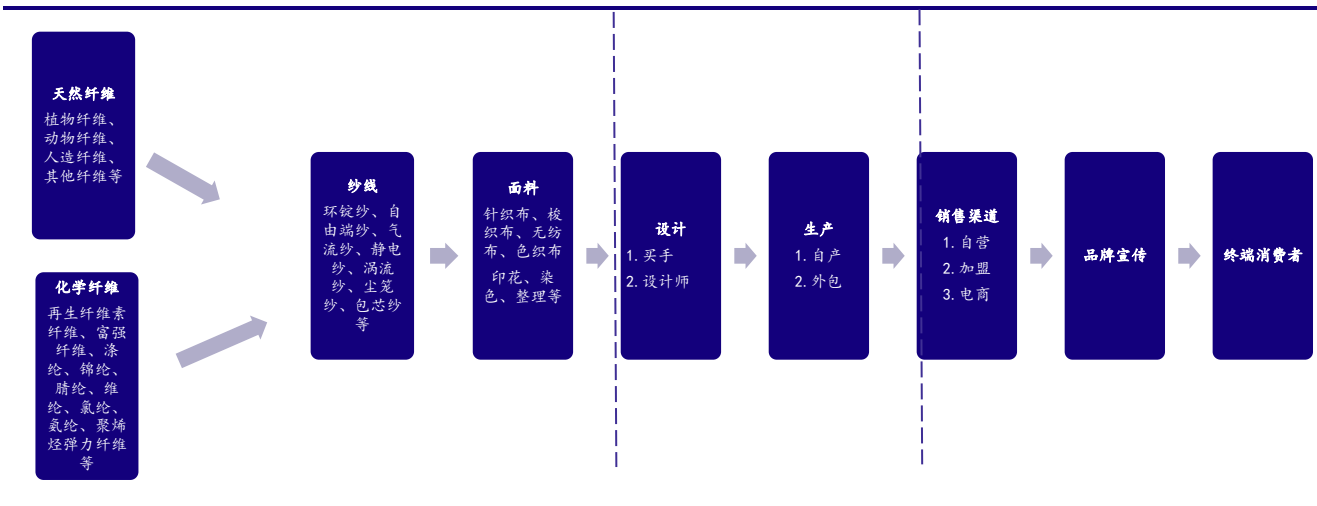 天然纤维
植物纤维、
动物纤维、
人造纤维、
其他纤维等
化学纤维
再生纤维素
纤维、富强
纤维、涤
纶、锦纶、
腈纶、维
纶、氯纶、
氨纶、聚烯
烃弹力纤维
等
纱线
环锭纱、自
由端纱、气
流纱、静电
纱、涡流
纱、尘笼
纱、包芯纱
等
面料
针织布、梭
织布、无纺
布、色织布
印花、染
色、整理等
设计
1.买手
2.设计师
生产
1.自产
2.外包
销售渠道
1.自营
2.加盟
3.电商
品牌宣传
终端消费者